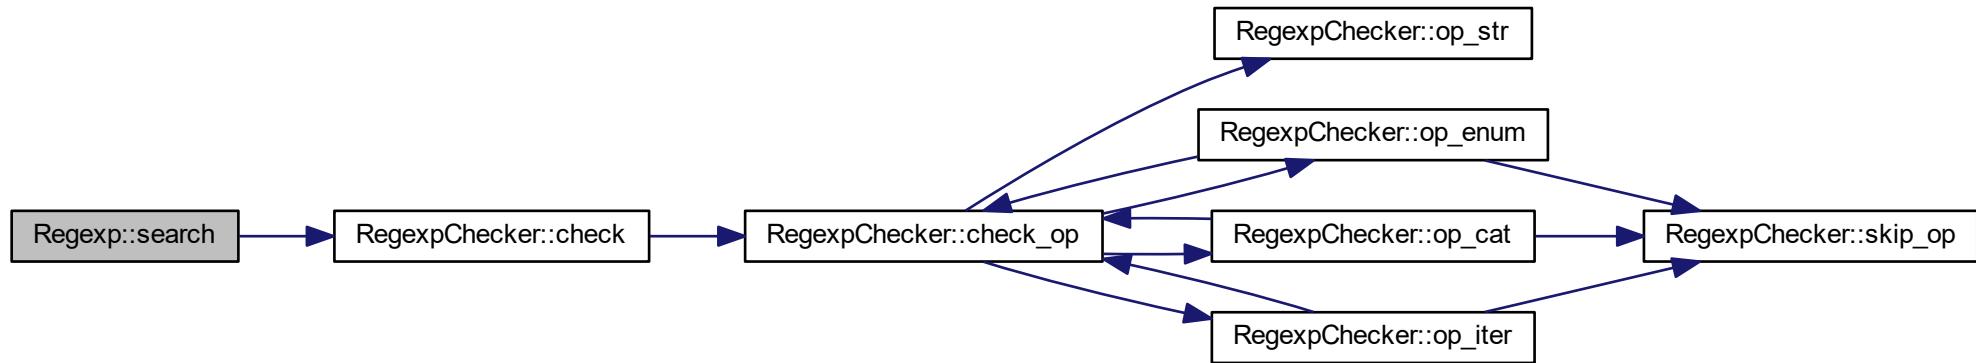 RegexpChecker::op_str
RegexpChecker::op_enum
Regexp::search
RegexpChecker::check
RegexpChecker::check_op
RegexpChecker::op_cat
RegexpChecker::skip_op
RegexpChecker::op_iter